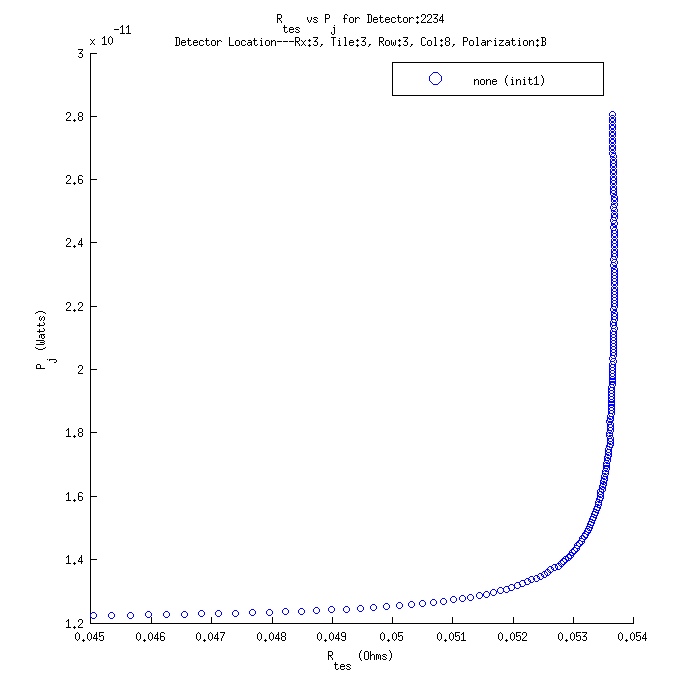 R_tes vs P_j for Detector:2234
Detector Location---Rx:3, Tile:3, Row:3, Col:8, Polarization:B
x 10^-11
none (init1)
3
2.8
2.6
2.4
2.2
2
1.8
1.6
1.4
1.2
P_j (Watts)
0.045 0.046 0.047 0.048 0.049 0.05 0.051 0.052 0.053 0.054
R_tes (Ohms)